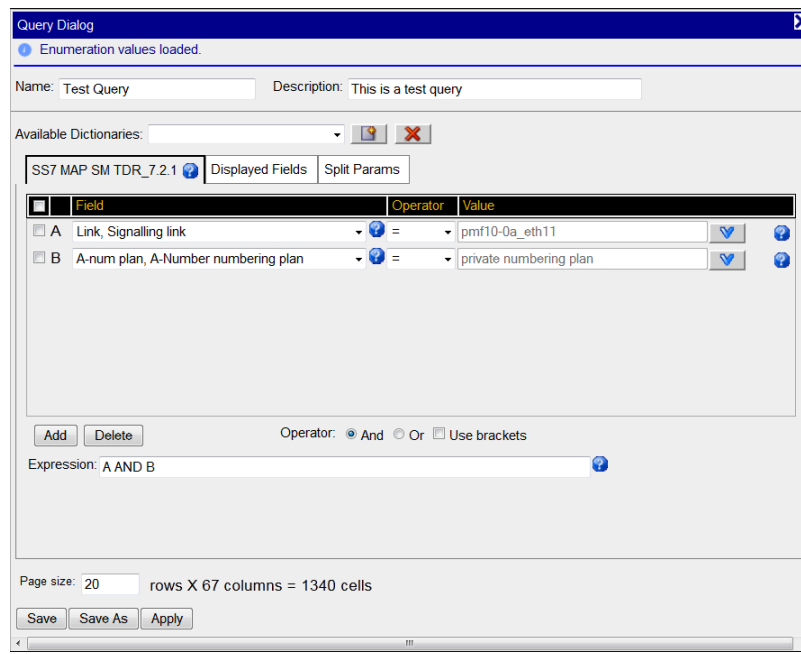 Query Dialog
Enumeration values loaded.
Name: Test Query Description: This is a test query
Available Dictionaries:
SS7 MAP SM TDR_7.2.1 Displayed Fields Split Params
Field Operator Value
A Link, Signalling link = pmf10-0a_eth11
B A-num plan, A-Number numbering plan = private numbering plan
Add Delete Operator: And Or Use brackets
Expression: A AND B
Page size: 20 rows X 67 columns = 1340 cells
Save Save As Apply